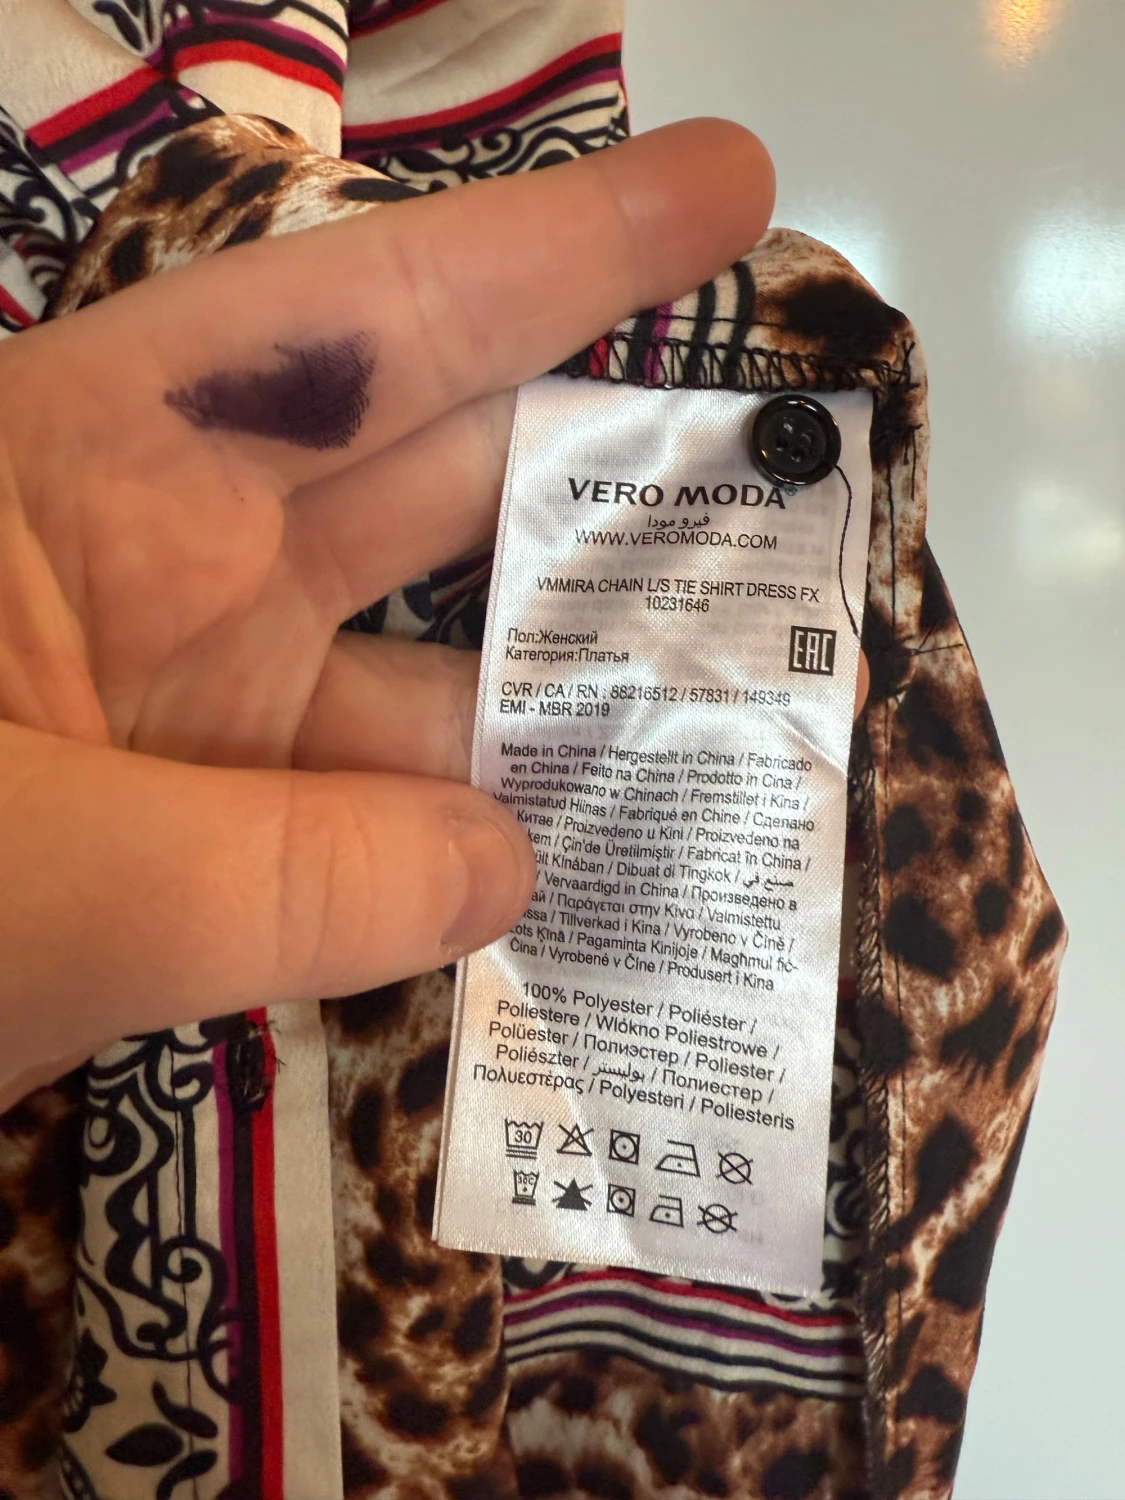 VERO MODA
فيرو مودا
WWW.VEROMODA.COM
VMMIRA CHAIN L/S TIE SHIRT DRESS FX
10231646
Пол:Женский
Категория:Платья
EAC
CVR / CA / RN : 88216512 / 57831 / 149349
EMI - MBR 2019
Made in China / Hergestellt in China / Fabricado
en China / Feito na China / Prodotto in Cina /
Wyprodukowano w Chinach / Fremstillet i Kina /
Valmistatud Hiinas / Fabriqué en Chine / Сделано
Китае / Proizvedeno u Kini / Proizvedeno na
/ Çin'de Üretilmiştir / Fabricat în China /
Kínában / Dibuat di Tingkok / صنع في
/ Vervaardigd in China / Произведено в
/ Παράγεται στην Κίνα / Valmistettu
/ Tillverkad i Kina / Vyrobeno v Číně /
Ķīnā / Pagaminta Kinijoje / Magħmul fiċ-
Ċina / Vyrobené v Číne / Produsert i Kina
100% Polyester / Poliéster /
Poliestere / Włókno Poliestrowe /
Polüester / Полиэстер / Poliester /
Poliészter / بوليستر / Полиестер /
Πολυεστέρας / Polyesteri / Poliesteris
30